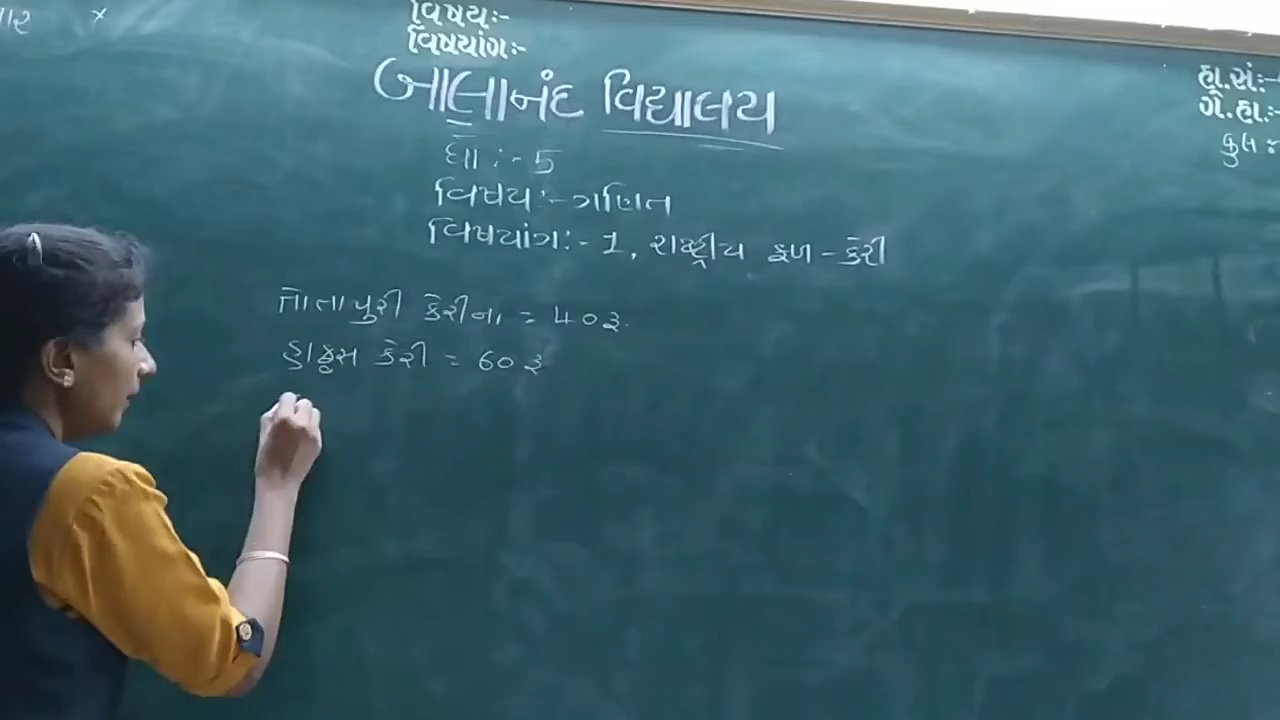 વિષય:-
વિષયાંગ:-
બાલાનંદ વિદ્યાલય
ધો :- 5
વિષય :- ગણિત
વિષયાંગ :- 1, રાષ્ટ્રીય ફળ - કેરી
તોતાપુરી કેરીના = 40 રૂ.
હાફૂસ કેરી = 60 રૂ
હા.સં:-
ગે.હા:-
કુલ: